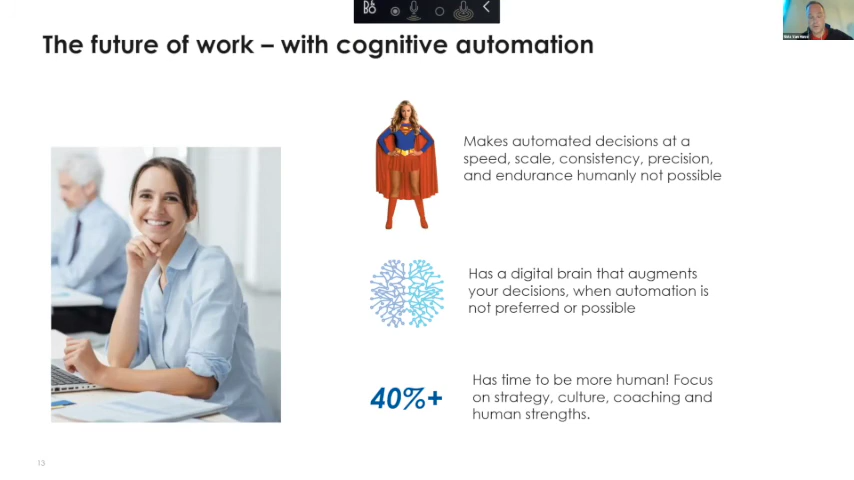 The future of work – with cognitive automation
Makes automated decisions at a
speed, scale, consistency, precision,
and endurance humanly not possible
Has a digital brain that augments
your decisions, when automation is
not preferred or possible
40%+
Has time to be more human! Focus
on strategy, culture, coaching and
human strengths.
13